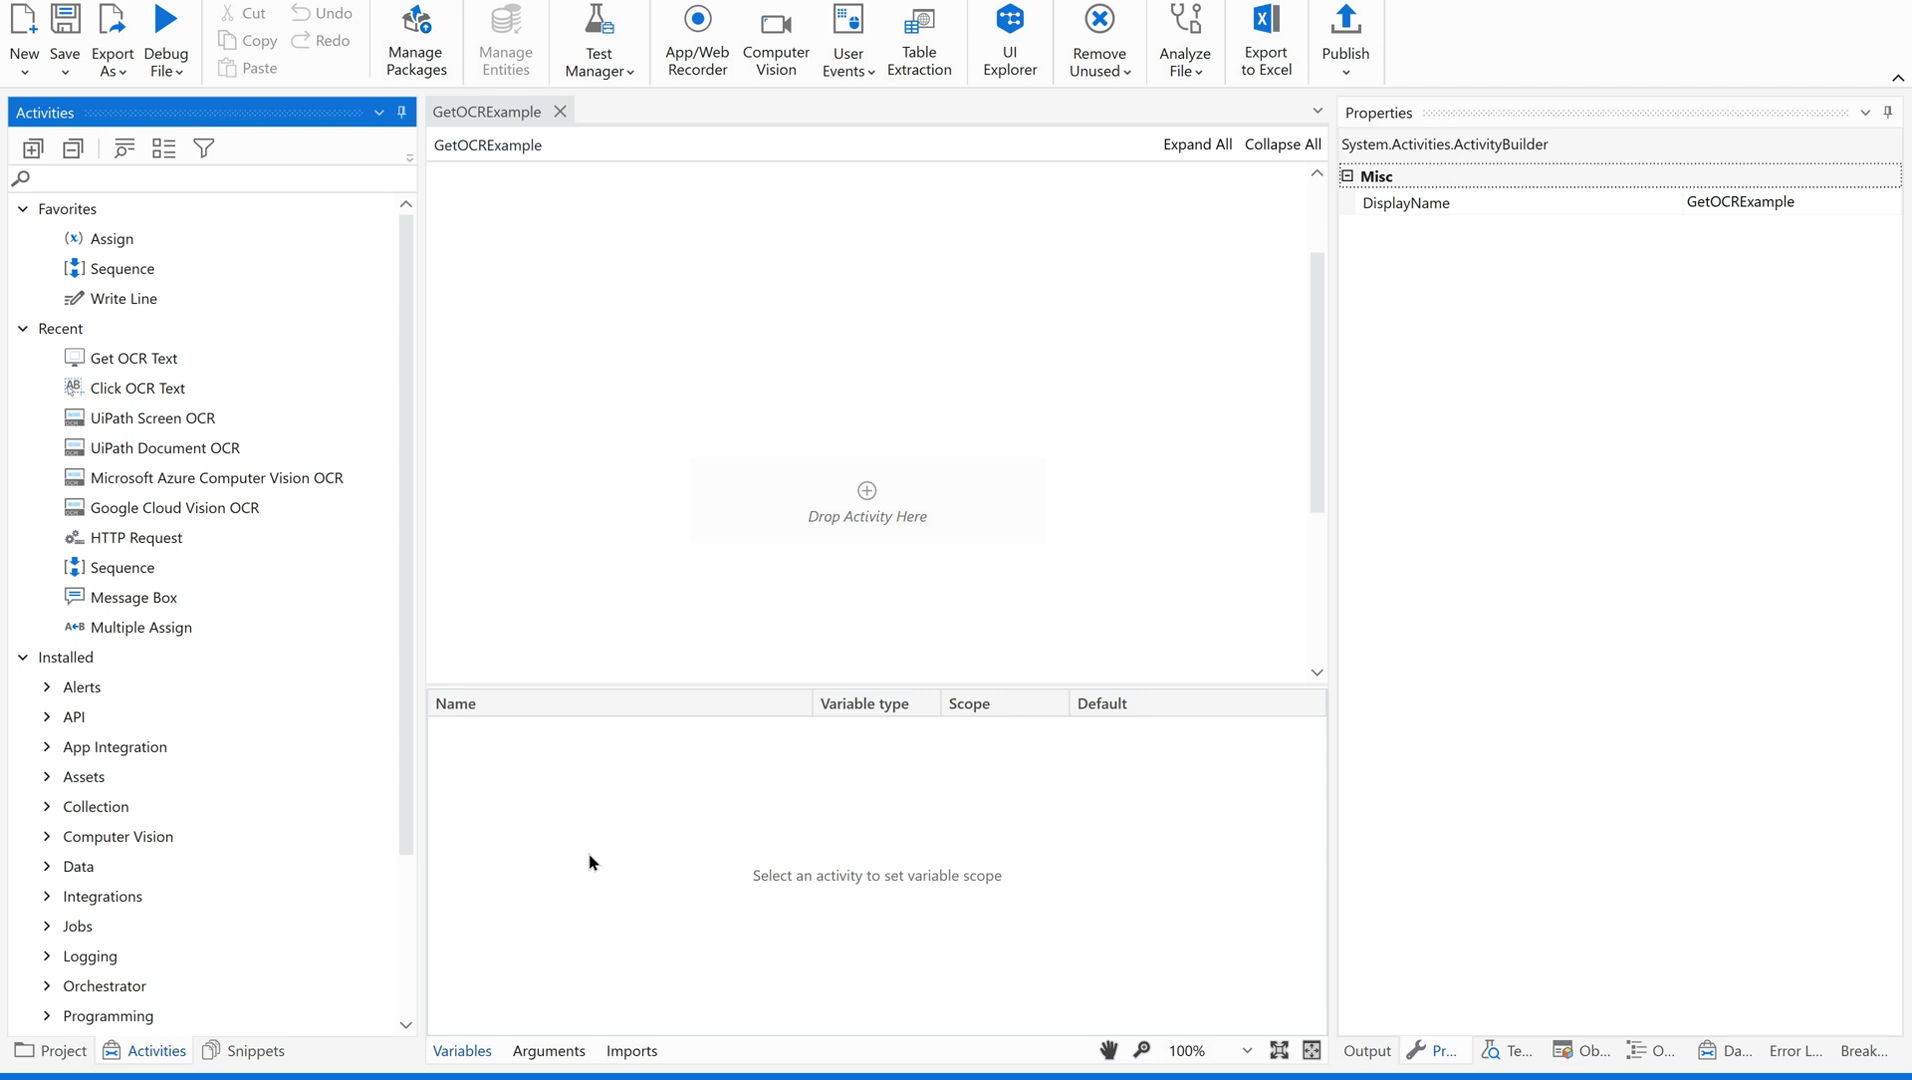 New
Save
Export As
Debug File
Cut
Copy
Paste
Undo
Redo
Manage Packages
Manage Entities
Test Manager
App/Web Recorder
Computer Vision
User Events
Table Extraction
UI Explorer
Remove Unused
Analyze File
Export to Excel
Publish
Activities
Favorites
Assign
Sequence
Write Line
Recent
Get OCR Text
Click OCR Text
UiPath Screen OCR
UiPath Document OCR
Microsoft Azure Computer Vision OCR
Google Cloud Vision OCR
HTTP Request
Sequence
Message Box
Multiple Assign
Installed
Alerts
API
App Integration
Assets
Collection
Computer Vision
Data
Integrations
Jobs
Logging
Orchestrator
Programming
Project
Activities
Snippets
GetOCRExample
GetOCRExample
Expand All
Collapse All
Drop Activity Here
Name
Variable type
Scope
Default
Select an activity to set variable scope
Variables
Arguments
Imports
100%
Properties
System.Activities.ActivityBuilder
Misc
DisplayName
GetOCRExample
Output
Pr...
Te...
Ob...
O...
Da...
Error L...
Break...